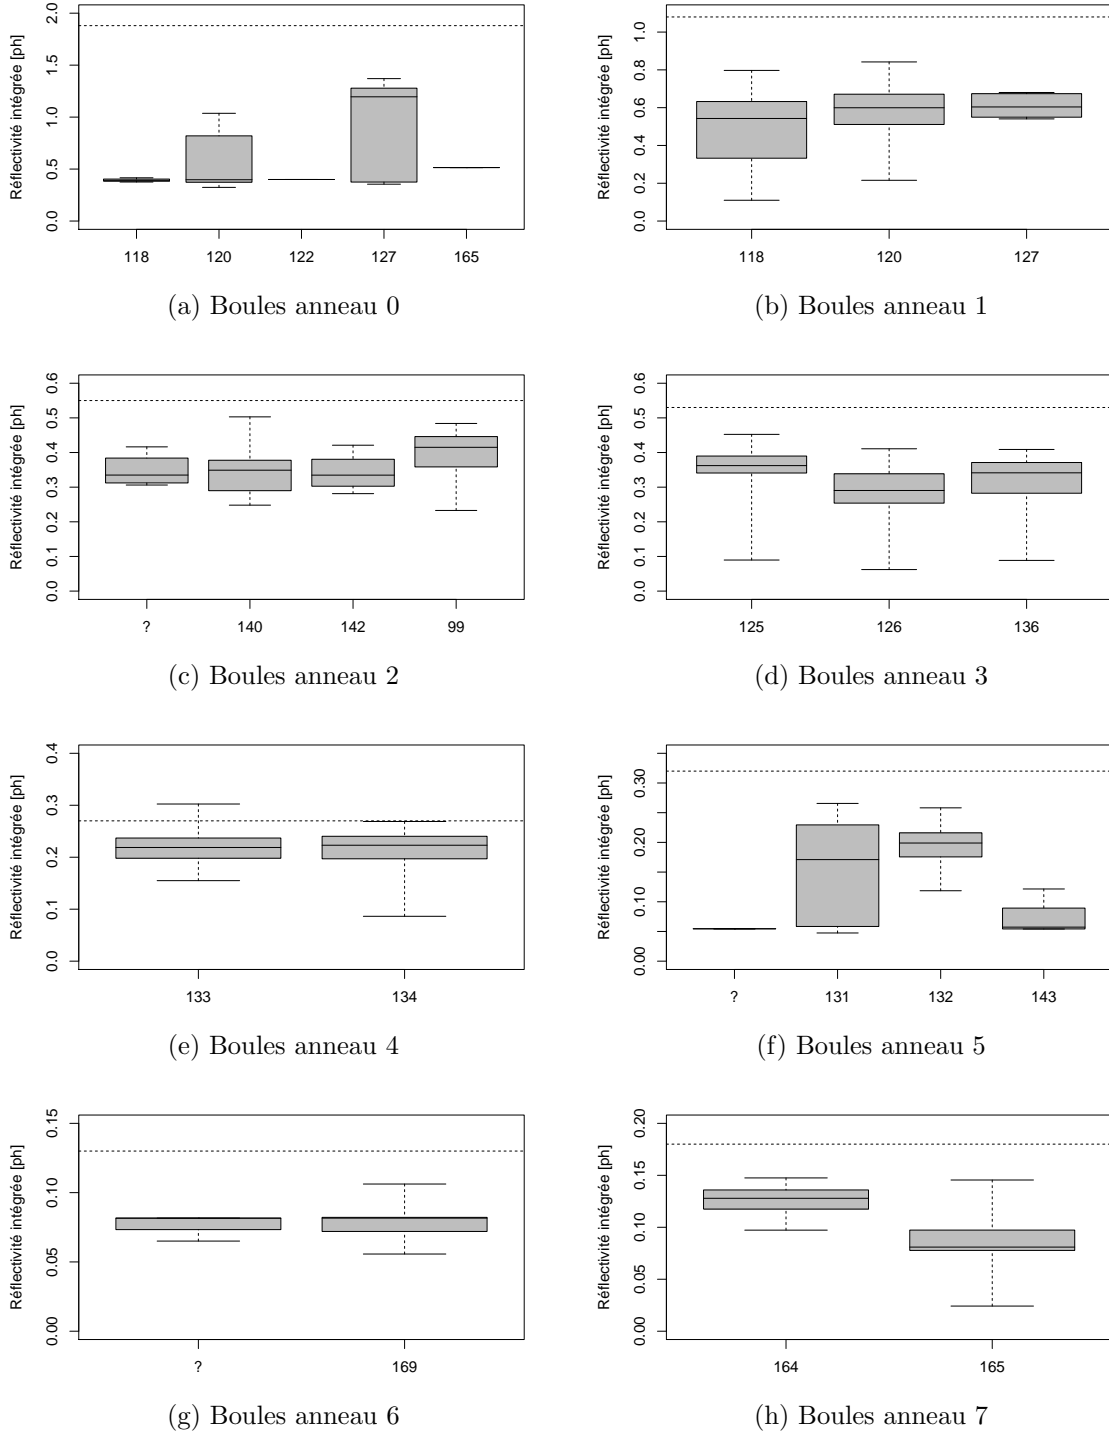 Réflectivité intégrée [ph]
2.0
1.5
1.0
0.5
0.0
118 120 122 127 165
(a) Boules anneau 0
Réflectivité intégrée [ph]
1.0
0.8
0.6
0.4
0.2
0.0
118 120 127
(b) Boules anneau 1
Réflectivité intégrée [ph]
0.6
0.5
0.4
0.3
0.2
0.1
0.0
? 140 142 99
(c) Boules anneau 2
Réflectivité intégrée [ph]
0.6
0.5
0.4
0.3
0.2
0.1
0.0
125 126 136
(d) Boules anneau 3
Réflectivité intégrée [ph]
0.4
0.3
0.2
0.1
0.0
133 134
(e) Boules anneau 4
Réflectivité intégrée [ph]
0.30
0.20
0.10
0.00
? 131 132 143
(f) Boules anneau 5
Réflectivité intégrée [ph]
0.15
0.10
0.05
0.00
? 169
(g) Boules anneau 6
Réflectivité intégrée [ph]
0.20
0.15
0.10
0.05
0.00
164 165
(h) Boules anneau 7